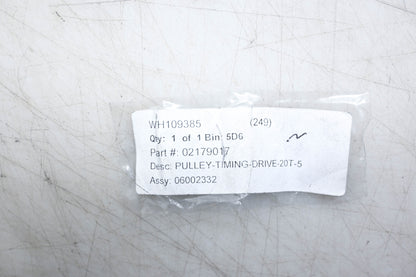 WH109385 (249)
Qty: 1 of 1 Bin: 5D6
Part #: 02179017
Desc: PULLEY-TIMING-DRIVE-20T-5
Assy: 06002332